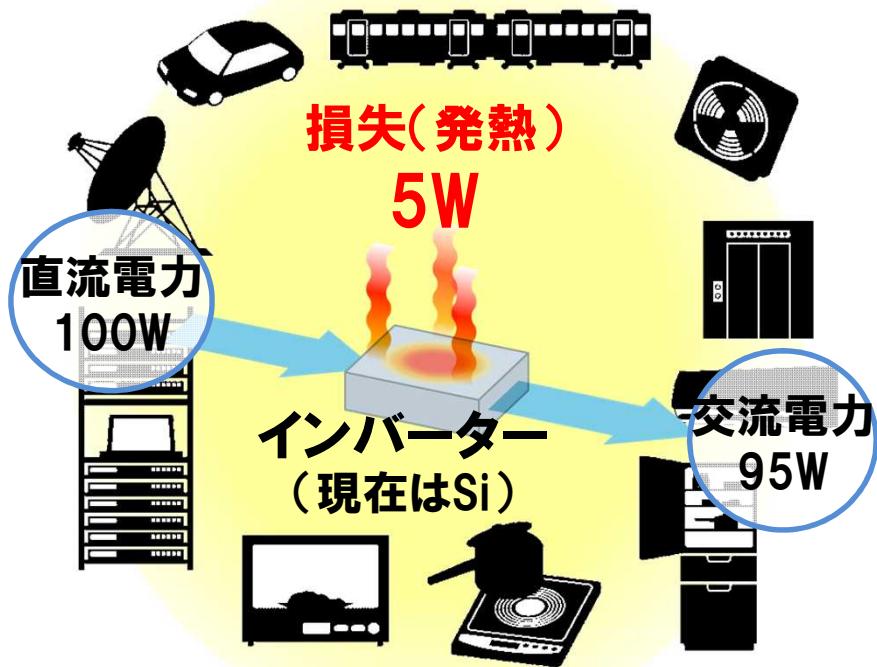 損失(発熱)
5W
直流電力
100W
インバーター
(現在はSi)
交流電力
95W